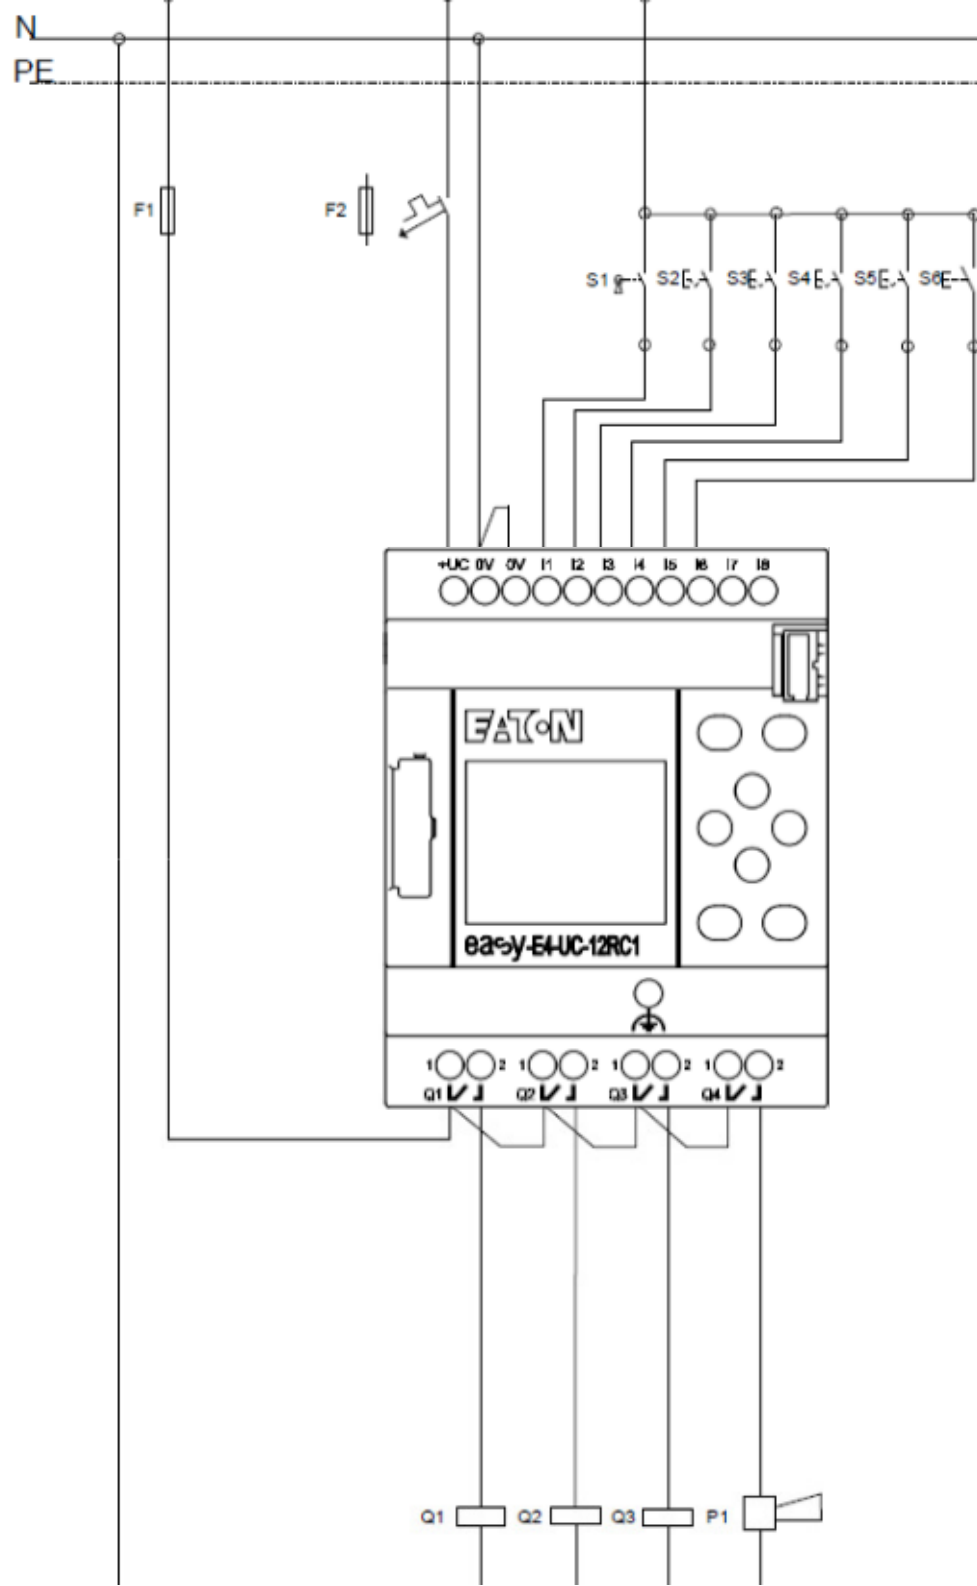 N
PE
F1
F2
S1 S2 S3 S4 S5 S6
+UC 0V 0V I1 I2 I3 I4 I5 I6 I7 I8
EATON
easy-E4-UC-12RC1
1 2 1 2 1 2 1 2
Q1 Q2 Q3 Q4
Q1 Q2 Q3 P1